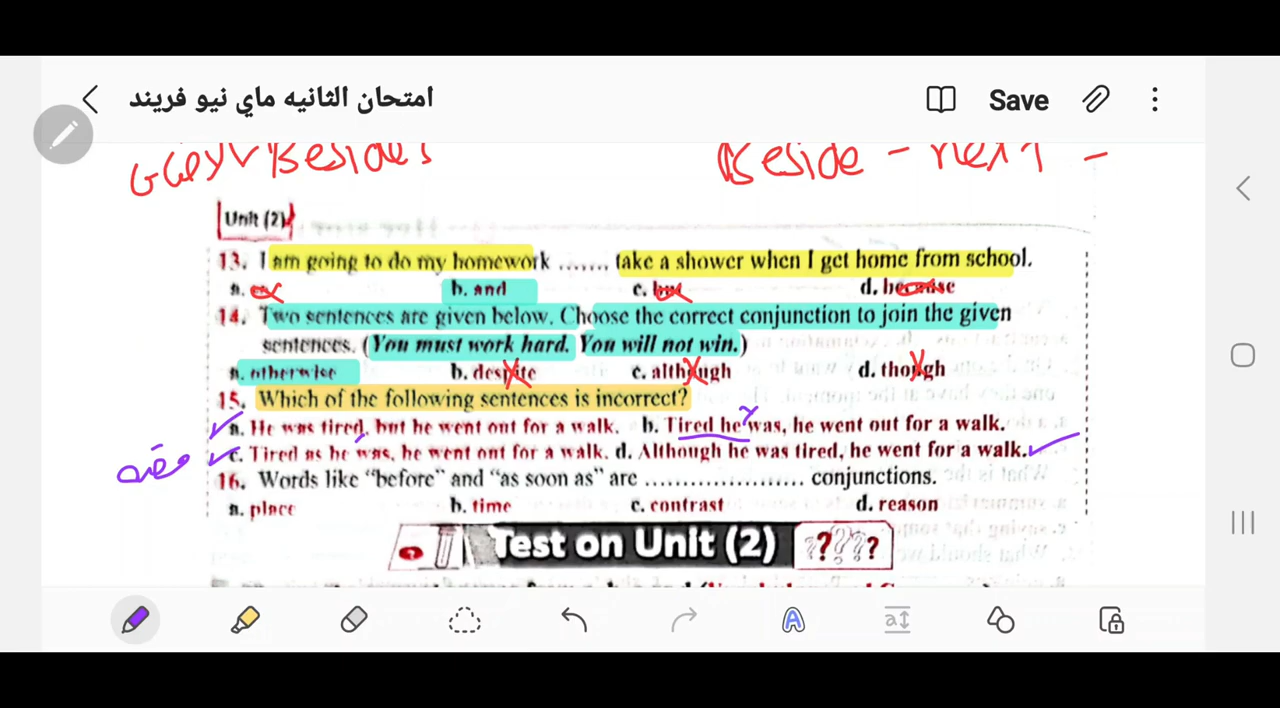 امتحان الثانيه ماي نيو فريند
Save
Besides
Beside - next -
Unit (2)
13. I am going to do my homework ....... take a shower when I get home from school.
a. or b. and c. but d. because
14. Two sentences are given below. Choose the correct conjunction to join the given
sentences. (You must work hard. You will not win.)
a. otherwise b. despite c. although d. though
15. Which of the following sentences is incorrect?
a. He was tired, but he went out for a walk. b. Tired he was, he went out for a walk.
c. Tired as he was, he went out for a walk. d. Although he was tired, he went for a walk.
16. Words like “before” and “as soon as” are ...................... conjunctions.
a. place b. time c. contrast d. reason
Test on Unit (2) ????